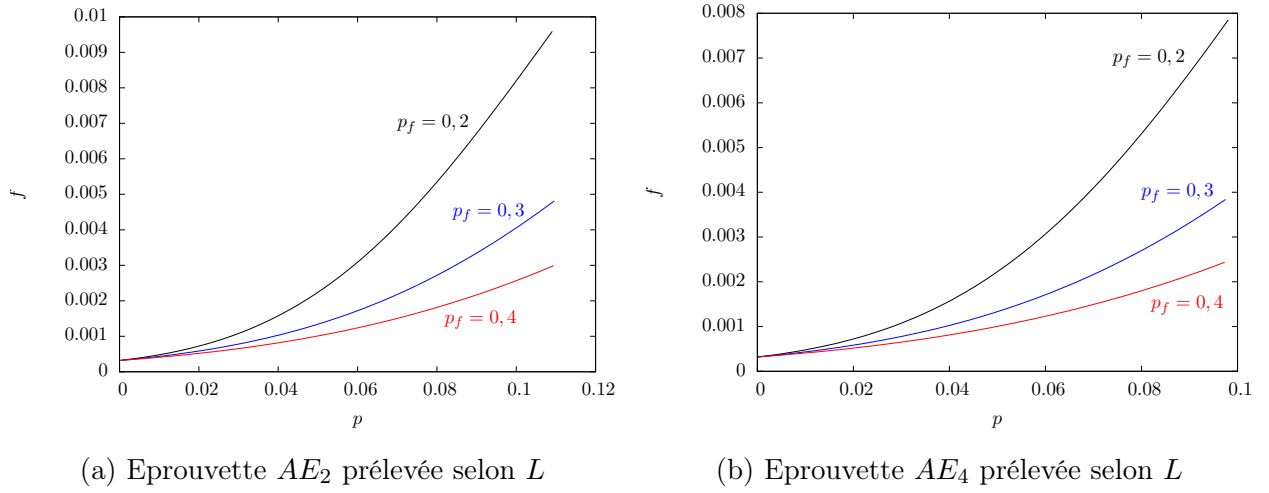 0.01
0.009
0.008
0.007
0.006
0.005
0.004
0.003
0.002
0.001
0
f
p_f = 0, 2
p_f = 0, 3
p_f = 0, 4
0 0.02 0.04 0.06 0.08 0.1 0.12
p
(a) Eprouvette AE_2 prélevée selon L
0.008
0.007
0.006
0.005
0.004
0.003
0.002
0.001
0
f
p_f = 0, 2
p_f = 0, 3
p_f = 0, 4
0 0.02 0.04 0.06 0.08 0.1
p
(b) Eprouvette AE_4 prélevée selon L